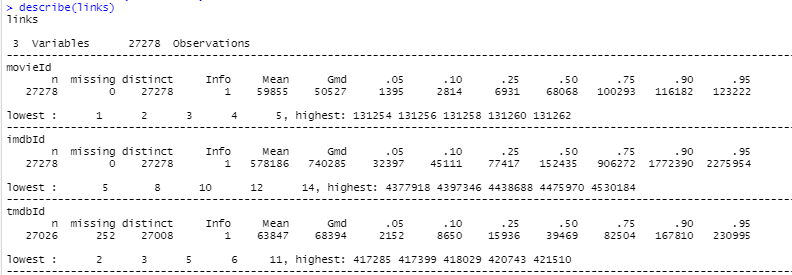 > describe(links)
links
3 Variables 27278 Observations
movieId
n missing distinct Info Mean Gmd .05 .10 .25 .50 .75 .90 .95
27278 0 27278 1 59855 50527 1395 2814 6931 68068 100293 116182 123222
lowest : 1 2 3 4 5, highest: 131254 131256 131258 131260 131262
imdbId
n missing distinct Info Mean Gmd .05 .10 .25 .50 .75 .90 .95
27278 0 27278 1 578186 740285 32397 45111 77417 152435 906272 1772390 2275954
lowest : 5 8 10 12 14, highest: 4377918 4397346 4438688 4475970 4530184
tmdbId
n missing distinct Info Mean Gmd .05 .10 .25 .50 .75 .90 .95
27026 252 27008 1 63847 68394 2152 8650 15936 39469 82504 167810 230995
lowest : 2 3 5 6 11, highest: 417285 417399 418029 420743 421510